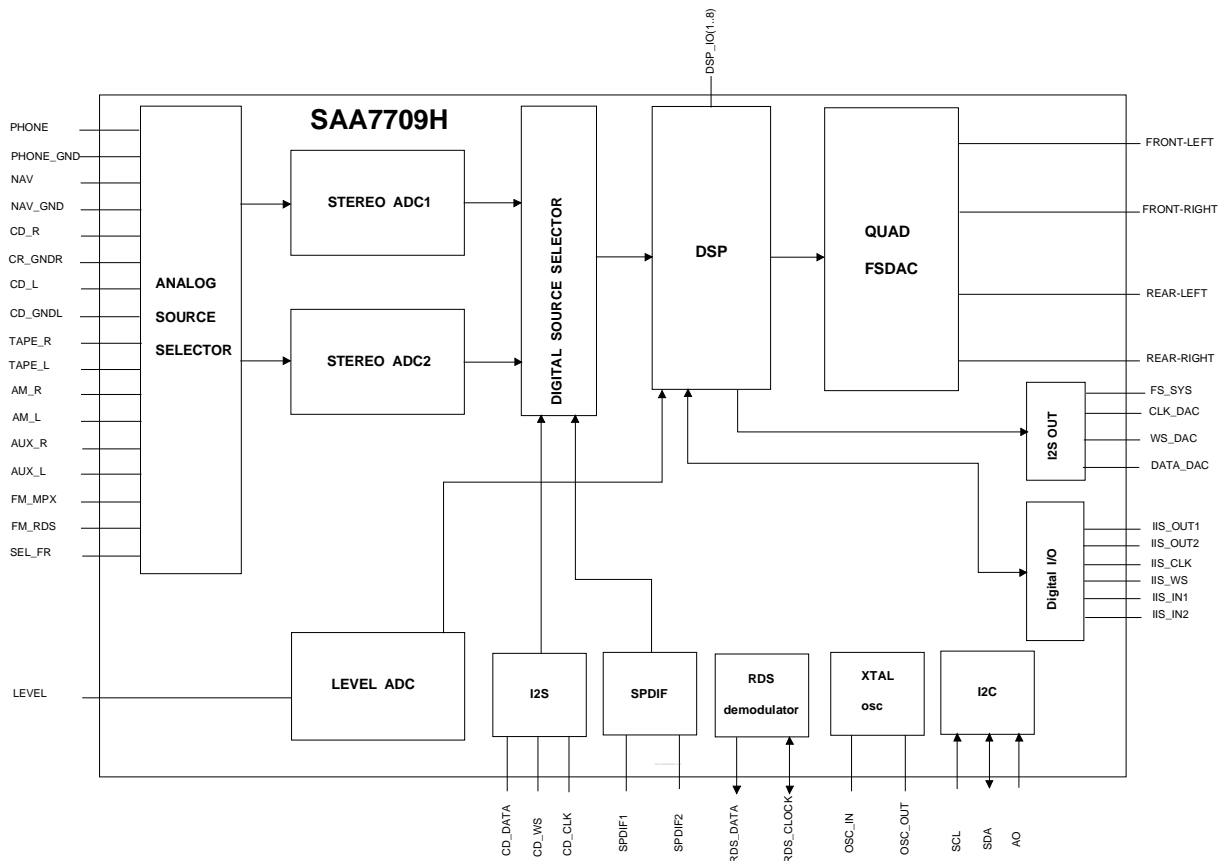 DSP_IO(1..8)
SAA7709H
PHONE
PHONE_GND
NAV
NAV_GND
CD_R
CR_GNDR
CD_L
CD_GNDL
TAPE_R
TAPE_L
AM_R
AM_L
AUX_R
AUX_L
FM_MPX
FM_RDS
SEL_FR
LEVEL
ANALOG
SOURCE
SELECTOR
STEREO ADC1
STEREO ADC2
DIGITAL SOURCE SELECTOR
DSP
QUAD
FSDAC
FRONT-LEFT
FRONT-RIGHT
REAR-LEFT
REAR-RIGHT
I2S OUT
FS_SYS
CLK_DAC
WS_DAC
DATA_DAC
Digital I/O
IIS_OUT1
IIS_OUT2
IIS_CLK
IIS_WS
IIS_IN1
IIS_IN2
LEVEL ADC
I2S
SPDIF
RDS
demodulator
XTAL
osc
I2C
CD_DATA
CD_WS
CD_CLK
SPDIF1
SPDIF2
RDS_DATA
RDS_CLOCK
OSC_IN
OSC_OUT
SCL
SDA
AO